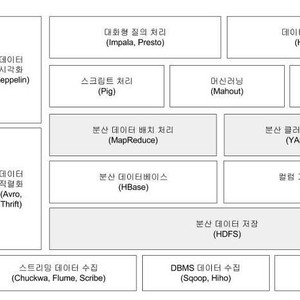 데이터
시각화
eppelin)
대화형 질의 처리
(Impala, Presto)
데이터
스크립트 처리
(Pig)
머신러닝
(Mahout)
분산 데이터 배치 처리
(MapReduce)
분산 클러
(YA
데이터
직렬화
(Avro,
Thrift)
분산 데이터베이스
(HBase)
컬럼 기
분산 데이터 저장
(HDFS)
스트리밍 데이터 수집
(Chuckwa, Flume, Scribe)
DBMS 데이터 수집
(Sqoop, Hiho)